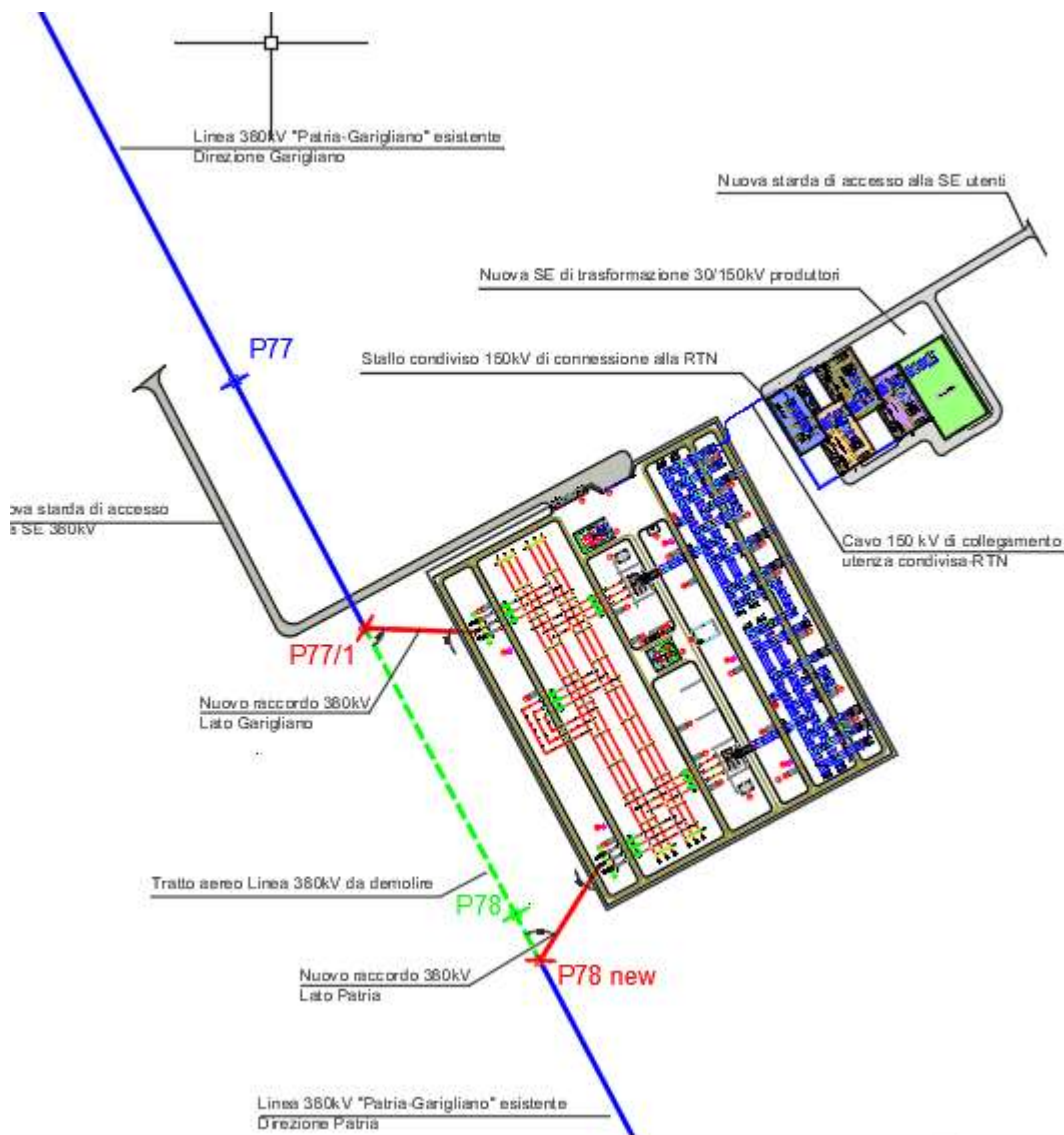 Linea 380kV "Patria-Garigliano" esistente
Direzione Garigliano
Nuova starda di accesso alla SE utenti
Nuova SE di trasformazione 30/150kV produttori
P77
Stallo condiviso 150kV di connessione alla RTN
starda di accesso
SE 380kV
Cavo 150 kV di collegamento
utenza condivisa-RTN
P77/1
Nuovo raccordo 380kV
Lato Garigliano
Tratto aereo Linea 380kV da demolire
P78
Nuovo raccordo 380kV
Lato Patria
P78 new
Linea 380kV "Patria-Garigliano" esistente
Direzione Patria